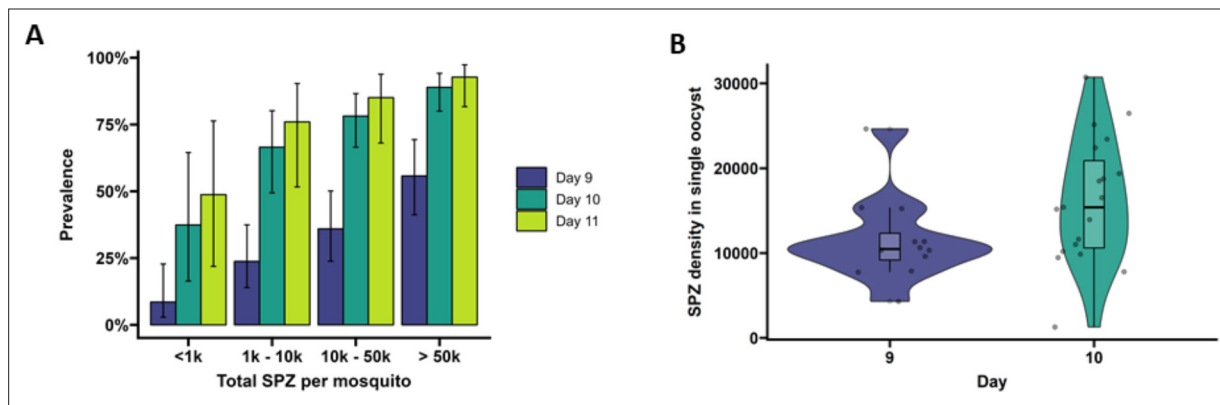 A
Prevalence
100%
75%
50%
25%
0%
<1k
1k - 10k
10k - 50k
> 50k
Total SPZ per mosquito
Day 9
Day 10
Day 11
B
SPZ density in single oocyst
30000
20000
10000
0
9
10
Day